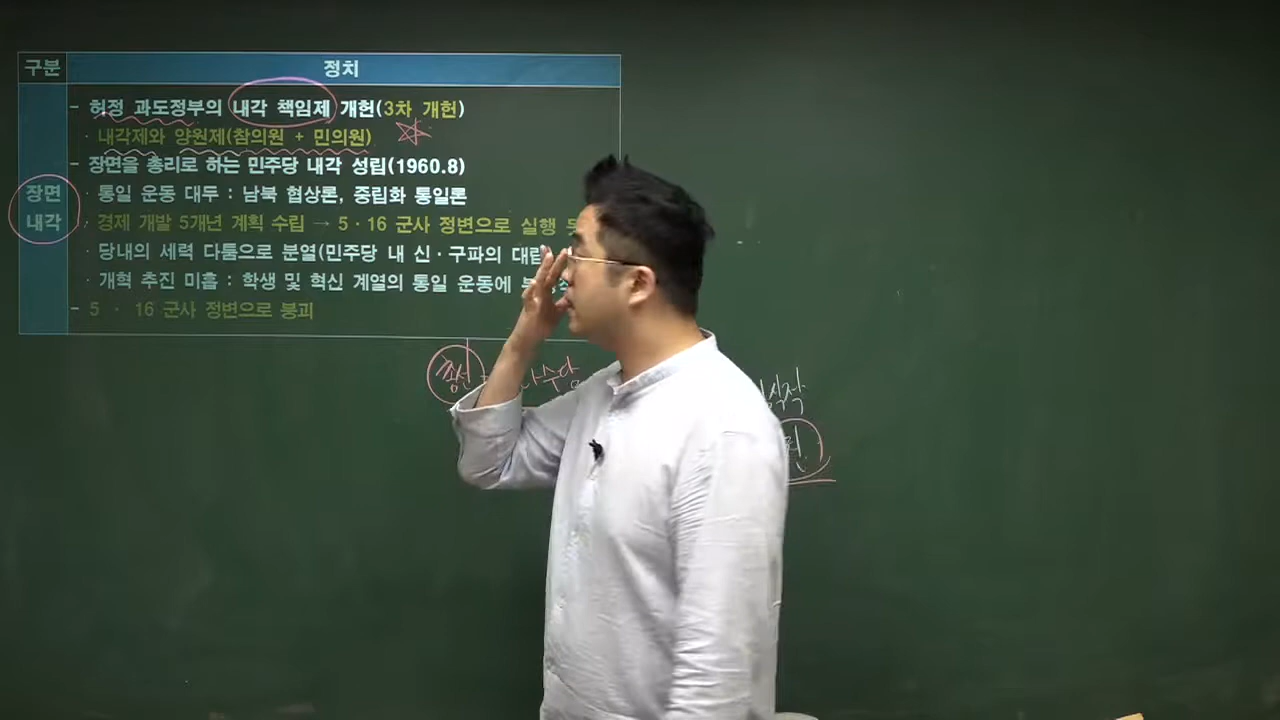 구분 정치
- 허정 과도정부의 내각 책임제 개헌(3차 개헌)
· 내각제와 양원제(참의원 + 민의원)
- 장면을 총리로 하는 민주당 내각 성립(1960.8)
장면 · 통일 운동 대두 : 남북 협상론, 중립화 통일론
내각 · 경제 개발 5개년 계획 수립 → 5·16 군사 정변으로 실행
· 당내의 세력 다툼으로 분열(민주당 내 신·구파의
· 개혁 추진 미흡 : 학생 및 혁신 계열의 통일 운동에
- 5 · 16 군사 정변으로 붕괴
총선